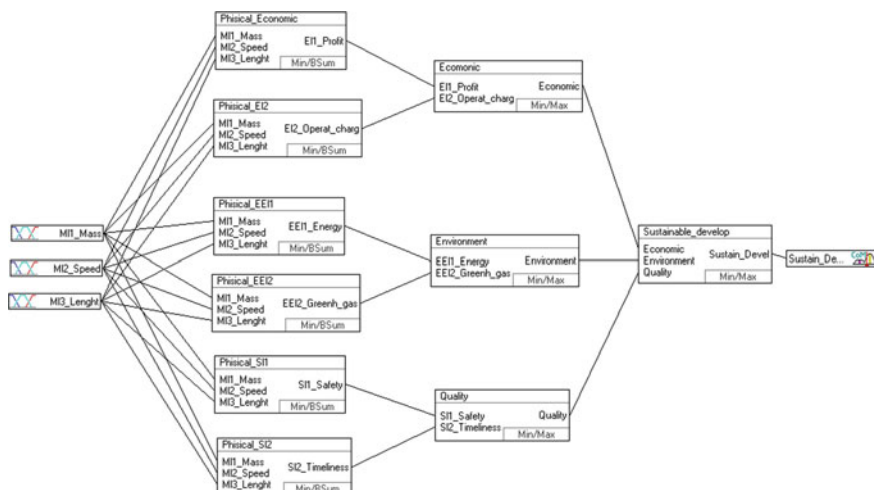 Phisical_Economic
MI1_Mass
MI2_Speed
MI3_Lenght
EI1_Profit
Min/BSum
Phisical_EI2
MI1_Mass
MI2_Speed
MI3_Lenght
EI2_Operat_charg
Min/BSum
Ecomonic
EI1_Profit
EI2_Operat_charg
Economic
Min/Max
MI1_Mass
MI2_Speed
MI3_Lenght
Phisical_EEI1
MI1_Mass
MI2_Speed
MI3_Lenght
EEI1_Energy
Min/BSum
Phisical_EEI2
MI1_Mass
MI2_Speed
MI3_Lenght
EEI2_Greenh_gas
Min/BSum
Environment
EEI1_Energy
EEI2_Greenh_gas
Environment
Min/Max
Sustainable_develop
Economic
Environment
Quality
Sustain_Devel
Min/Max
Sustain_De...
Phisical_SI1
MI1_Mass
MI2_Speed
MI3_Lenght
SI1_Safety
Min/BSum
Phisical_SI2
MI1_Mass
MI2_Speed
MI3_Lenght
SI2_Timeliness
Min/BSum
Quality
SI1_Safety
SI2_Timeliness
Quality
Min/Max